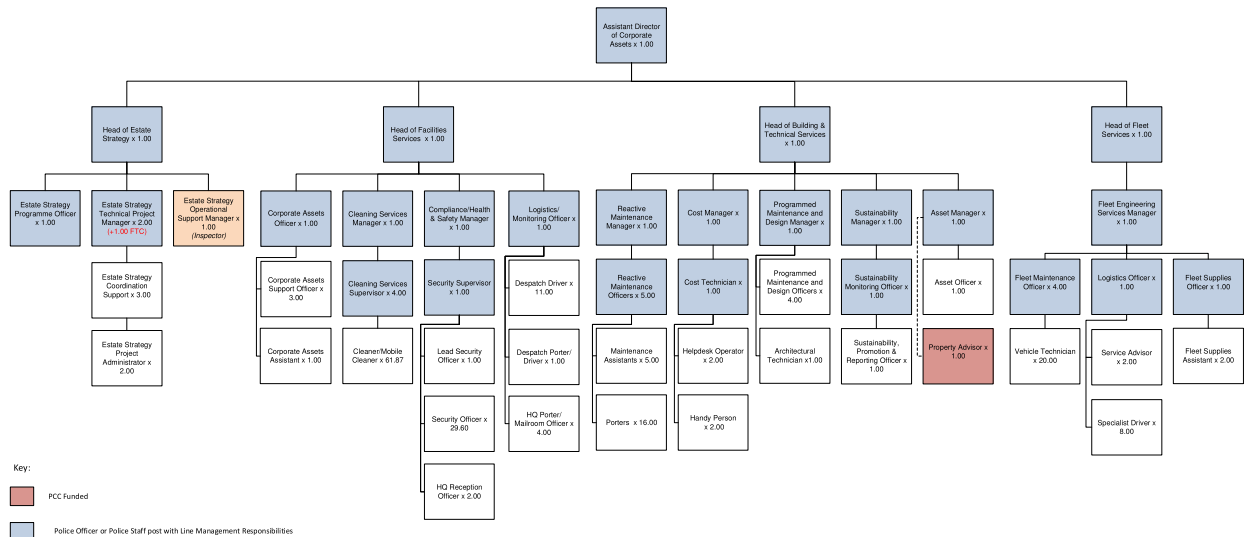 Assistant Director
of Corporate
Assets x 1.00
Head of Estate
Strategy x 1.00
Head of Facilities
Services  x 1.00
Head of Building &
Technical Services
x 1.00
Head of Fleet
Services x 1.00
Estate Strategy
Programme Officer
x 1.00
Estate Strategy
Technical Project
Manager x 2.00
(+1.00 FTC)
Estate Strategy
Operational
Support Manager x
1.00
(Inspector)
Estate Strategy
Coordination
Support x 3.00
Estate Strategy
Project
Administrator x
2.00
Corporate Assets
Officer x 1.00
Corporate Assets
Support Officer x
3.00
Corporate Assets
Assistant x 1.00
Cleaning Services
Manager x 1.00
Cleaning Services
Supervisor x 4.00
Cleaner/Mobile
Cleaner x 61.87
Compliance/Health
& Safety Manager
x 1.00
Security Supervisor
x 1.00
Lead Security
Officer x 1.00
Security Officer x
29.60
HQ Reception
Officer x 2.00
Logistics/
Monitoring Officer x
1.00
Despatch Driver x
11.00
Despatch Porter/
Driver x 1.00
HQ Porter/
Mailroom Officer x
4.00
Reactive
Maintenance
Manager x 1.00
Reactive
Maintenance
Officers x 5.00
Maintenance
Assistants x 5.00
Porters  x 16.00
Cost Manager x
1.00
Cost Technician x
1.00
Helpdesk Operator
x 2.00
Handy Person
x 2.00
Programmed
Maintenance and
Design Manager x
1.00
Programmed
Maintenance and
Design Officers x
4.00
Architectural
Technician x1.00
Sustainability
Manager x 1.00
Sustainability
Monitoring Officer x
1.00
Sustainability,
Promotion &
Reporting Officer x
1.00
Asset Manager x
1.00
Asset Officer x
1.00
Property Advisor x
1.00
Fleet Engineering
Services Manager x
1.00
Fleet Maintenance
Officer x 4.00
Vehicle Technician
x 20.00
Logistics Officer x
1.00
Service Advisor
x 2.00
Specialist Driver x
8.00
Fleet Supplies
Officer x 1.00
Fleet Supplies
Assistant x 2.00
Key:
PCC Funded
Police Officer or Police Staff post with Line Management Responsibilities